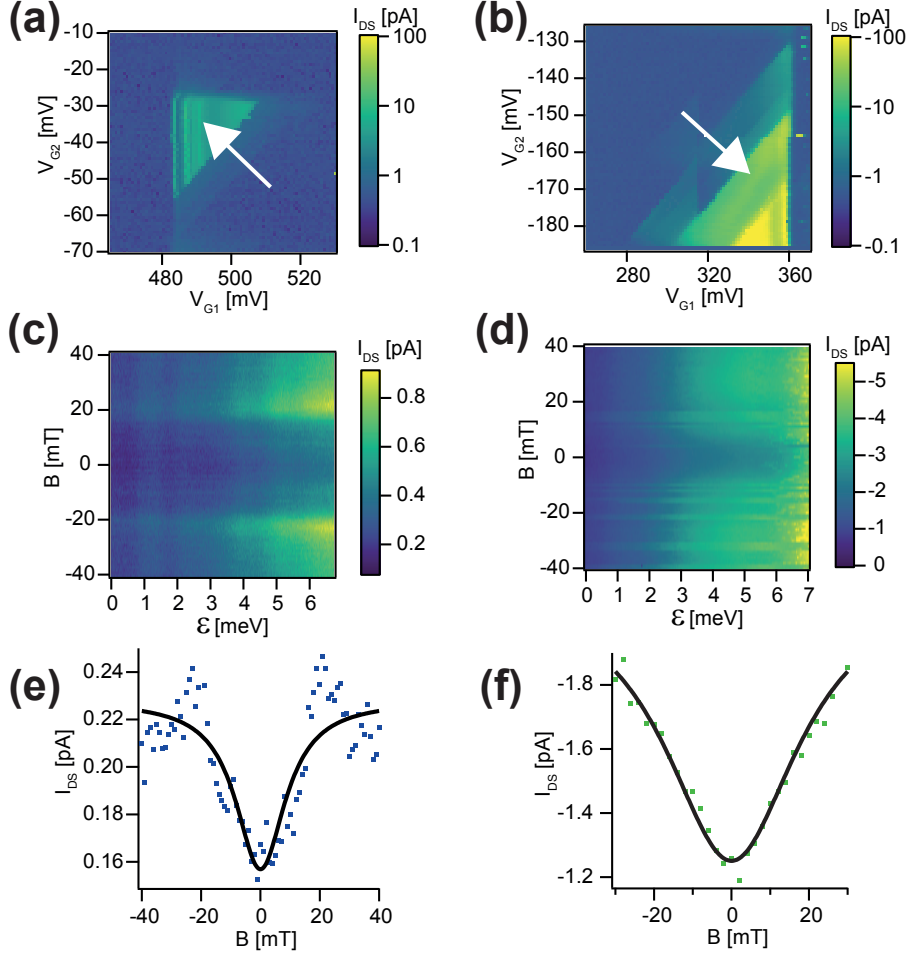 (a)
I_DS [pA]
-10
-20
-30
-40
-50
-60
-70
V_G2 [mV]
480
500
520
V_G1 [mV]
100
10
1
0.1
(b)
I_DS [pA]
-130
-140
-150
-160
-170
-180
V_G2 [mV]
280
320
360
V_G1 [mV]
-100
-10
-1
-0.1
(c)
I_DS [pA]
40
20
0
-20
-40
B [mT]
0 1 2 3 4 5 6
ε [meV]
0.8
0.6
0.4
0.2
(d)
I_DS [pA]
40
20
0
-20
-40
B [mT]
0 1 2 3 4 5 6 7
ε [meV]
-5
-4
-3
-2
-1
0
(e)
0.24
0.22
0.20
0.18
0.16
I_DS [pA]
-40 -20 0 20 40
B [mT]
(f)
-1.8
-1.6
-1.4
-1.2
I_DS [pA]
-20 0 20
B [mT]